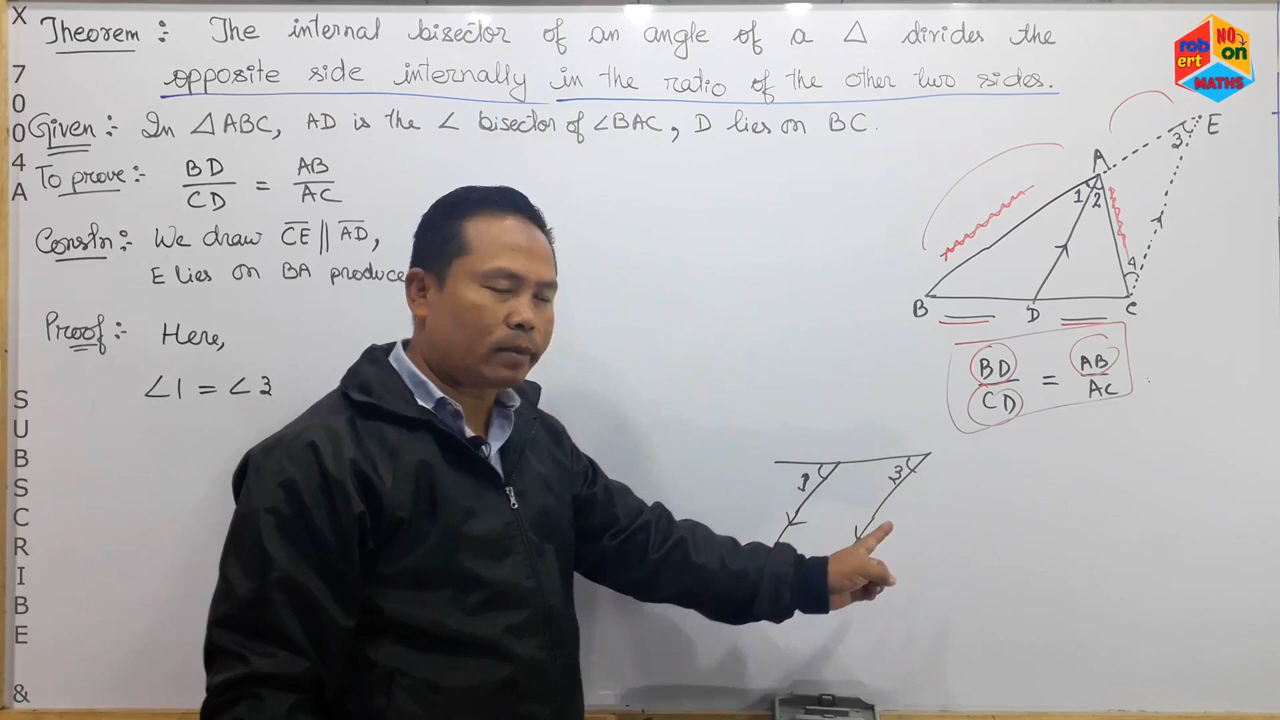 Theorem :- The internal bisector of an angle of a △ divides the
opposite side internally in the ratio of the other two sides.
Given :- In △ABC, AD is the ∠ bisector of ∠BAC, D lies on BC.
To prove :- BD/CD = AB/AC
Constn :- We draw CE || AD,
E lies on BA produce
Proof :- Here,
∠1 = ∠3
rob
ert
NO
on
MATHS
E
3
A
1 2
B D C
BD/CD = AB/AC
1 3
X
7
0
0
4
A
S
U
B
S
C
R
I
B
E
&